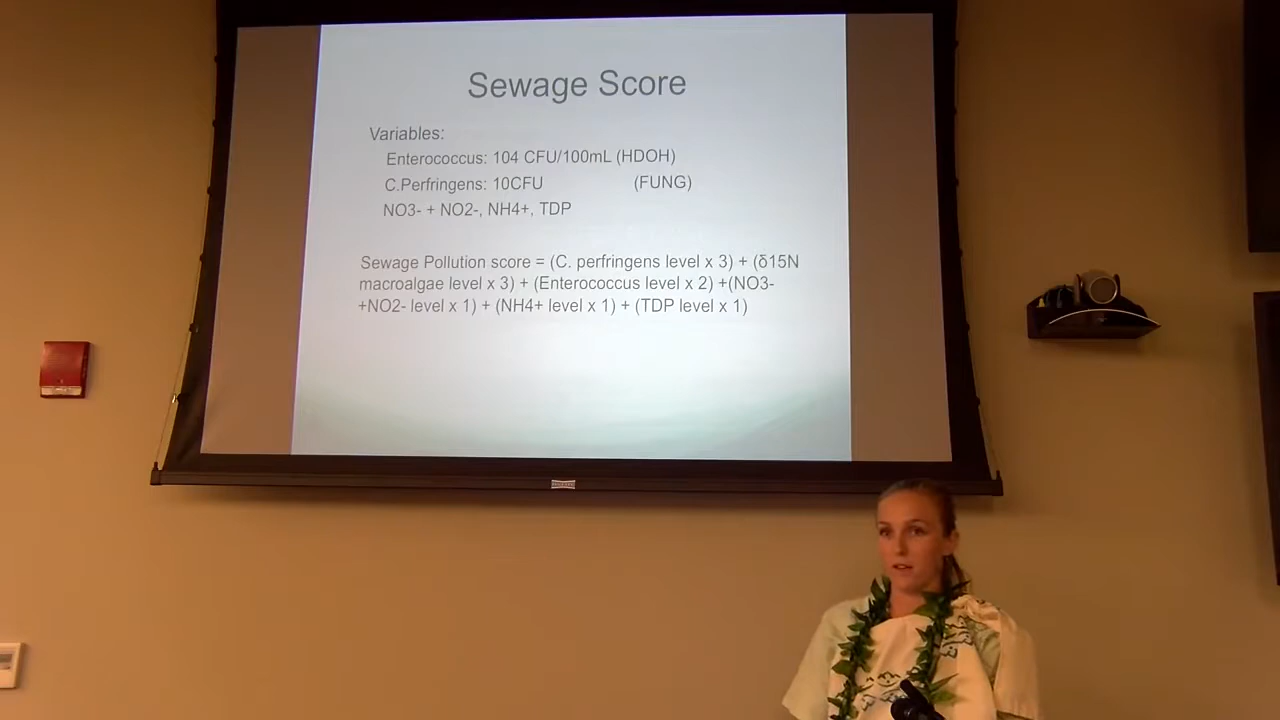 Sewage Score
Variables:
Enterococcus: 104 CFU/100mL (HDOH)
C.Perfringens: 10CFU (FUNG)
NO3- + NO2-, NH4+, TDP
Sewage Pollution score = (C. perfringens level x 3) + (δ15N
macroalgae level x 3) + (Enterococcus level x 2) +(NO3-
+NO2- level x 1) + (NH4+ level x 1) + (TDP level x 1)